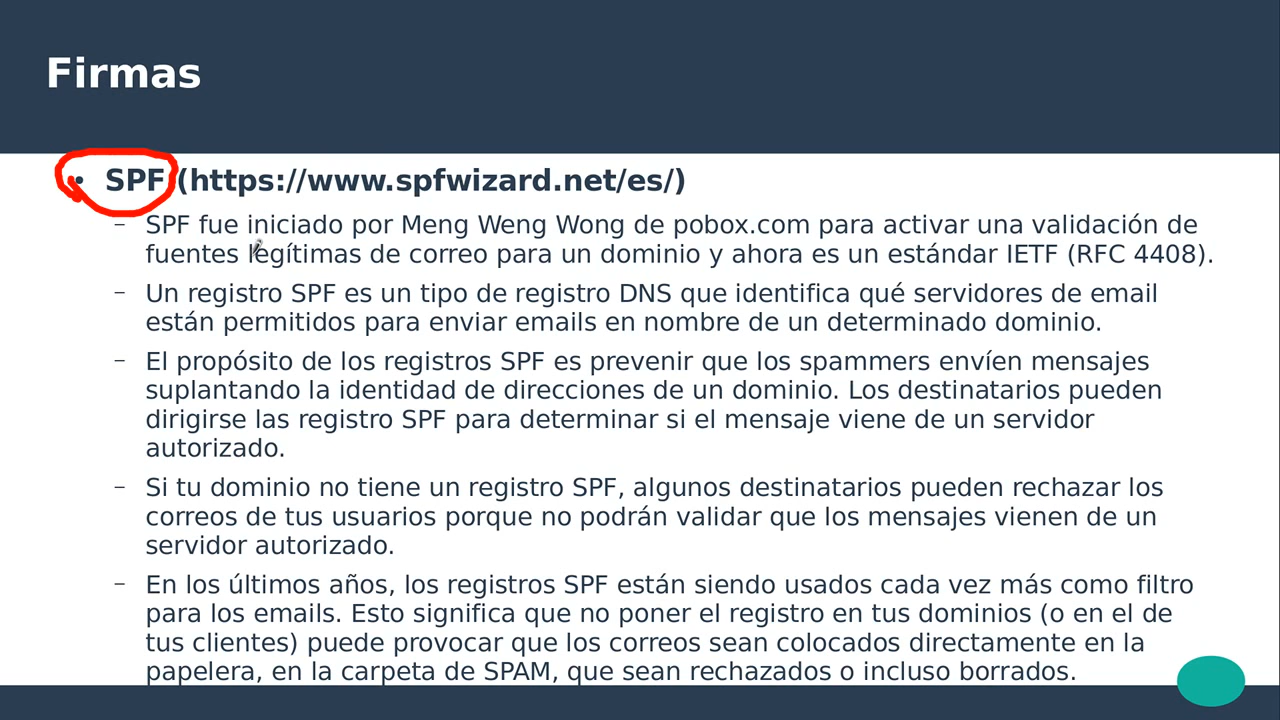 Firmas
• SPF (https://www.spfwizard.net/es/)
– SPF fue iniciado por Meng Weng Wong de pobox.com para activar una validación de
fuentes legítimas de correo para un dominio y ahora es un estándar IETF (RFC 4408).
– Un registro SPF es un tipo de registro DNS que identifica qué servidores de email
están permitidos para enviar emails en nombre de un determinado dominio.
– El propósito de los registros SPF es prevenir que los spammers envíen mensajes
suplantando la identidad de direcciones de un dominio. Los destinatarios pueden
dirigirse las registro SPF para determinar si el mensaje viene de un servidor
autorizado.
– Si tu dominio no tiene un registro SPF, algunos destinatarios pueden rechazar los
correos de tus usuarios porque no podrán validar que los mensajes vienen de un
servidor autorizado.
– En los últimos años, los registros SPF están siendo usados cada vez más como filtro
para los emails. Esto significa que no poner el registro en tus dominios (o en el de
tus clientes) puede provocar que los correos sean colocados directamente en la
papelera, en la carpeta de SPAM, que sean rechazados o incluso borrados.